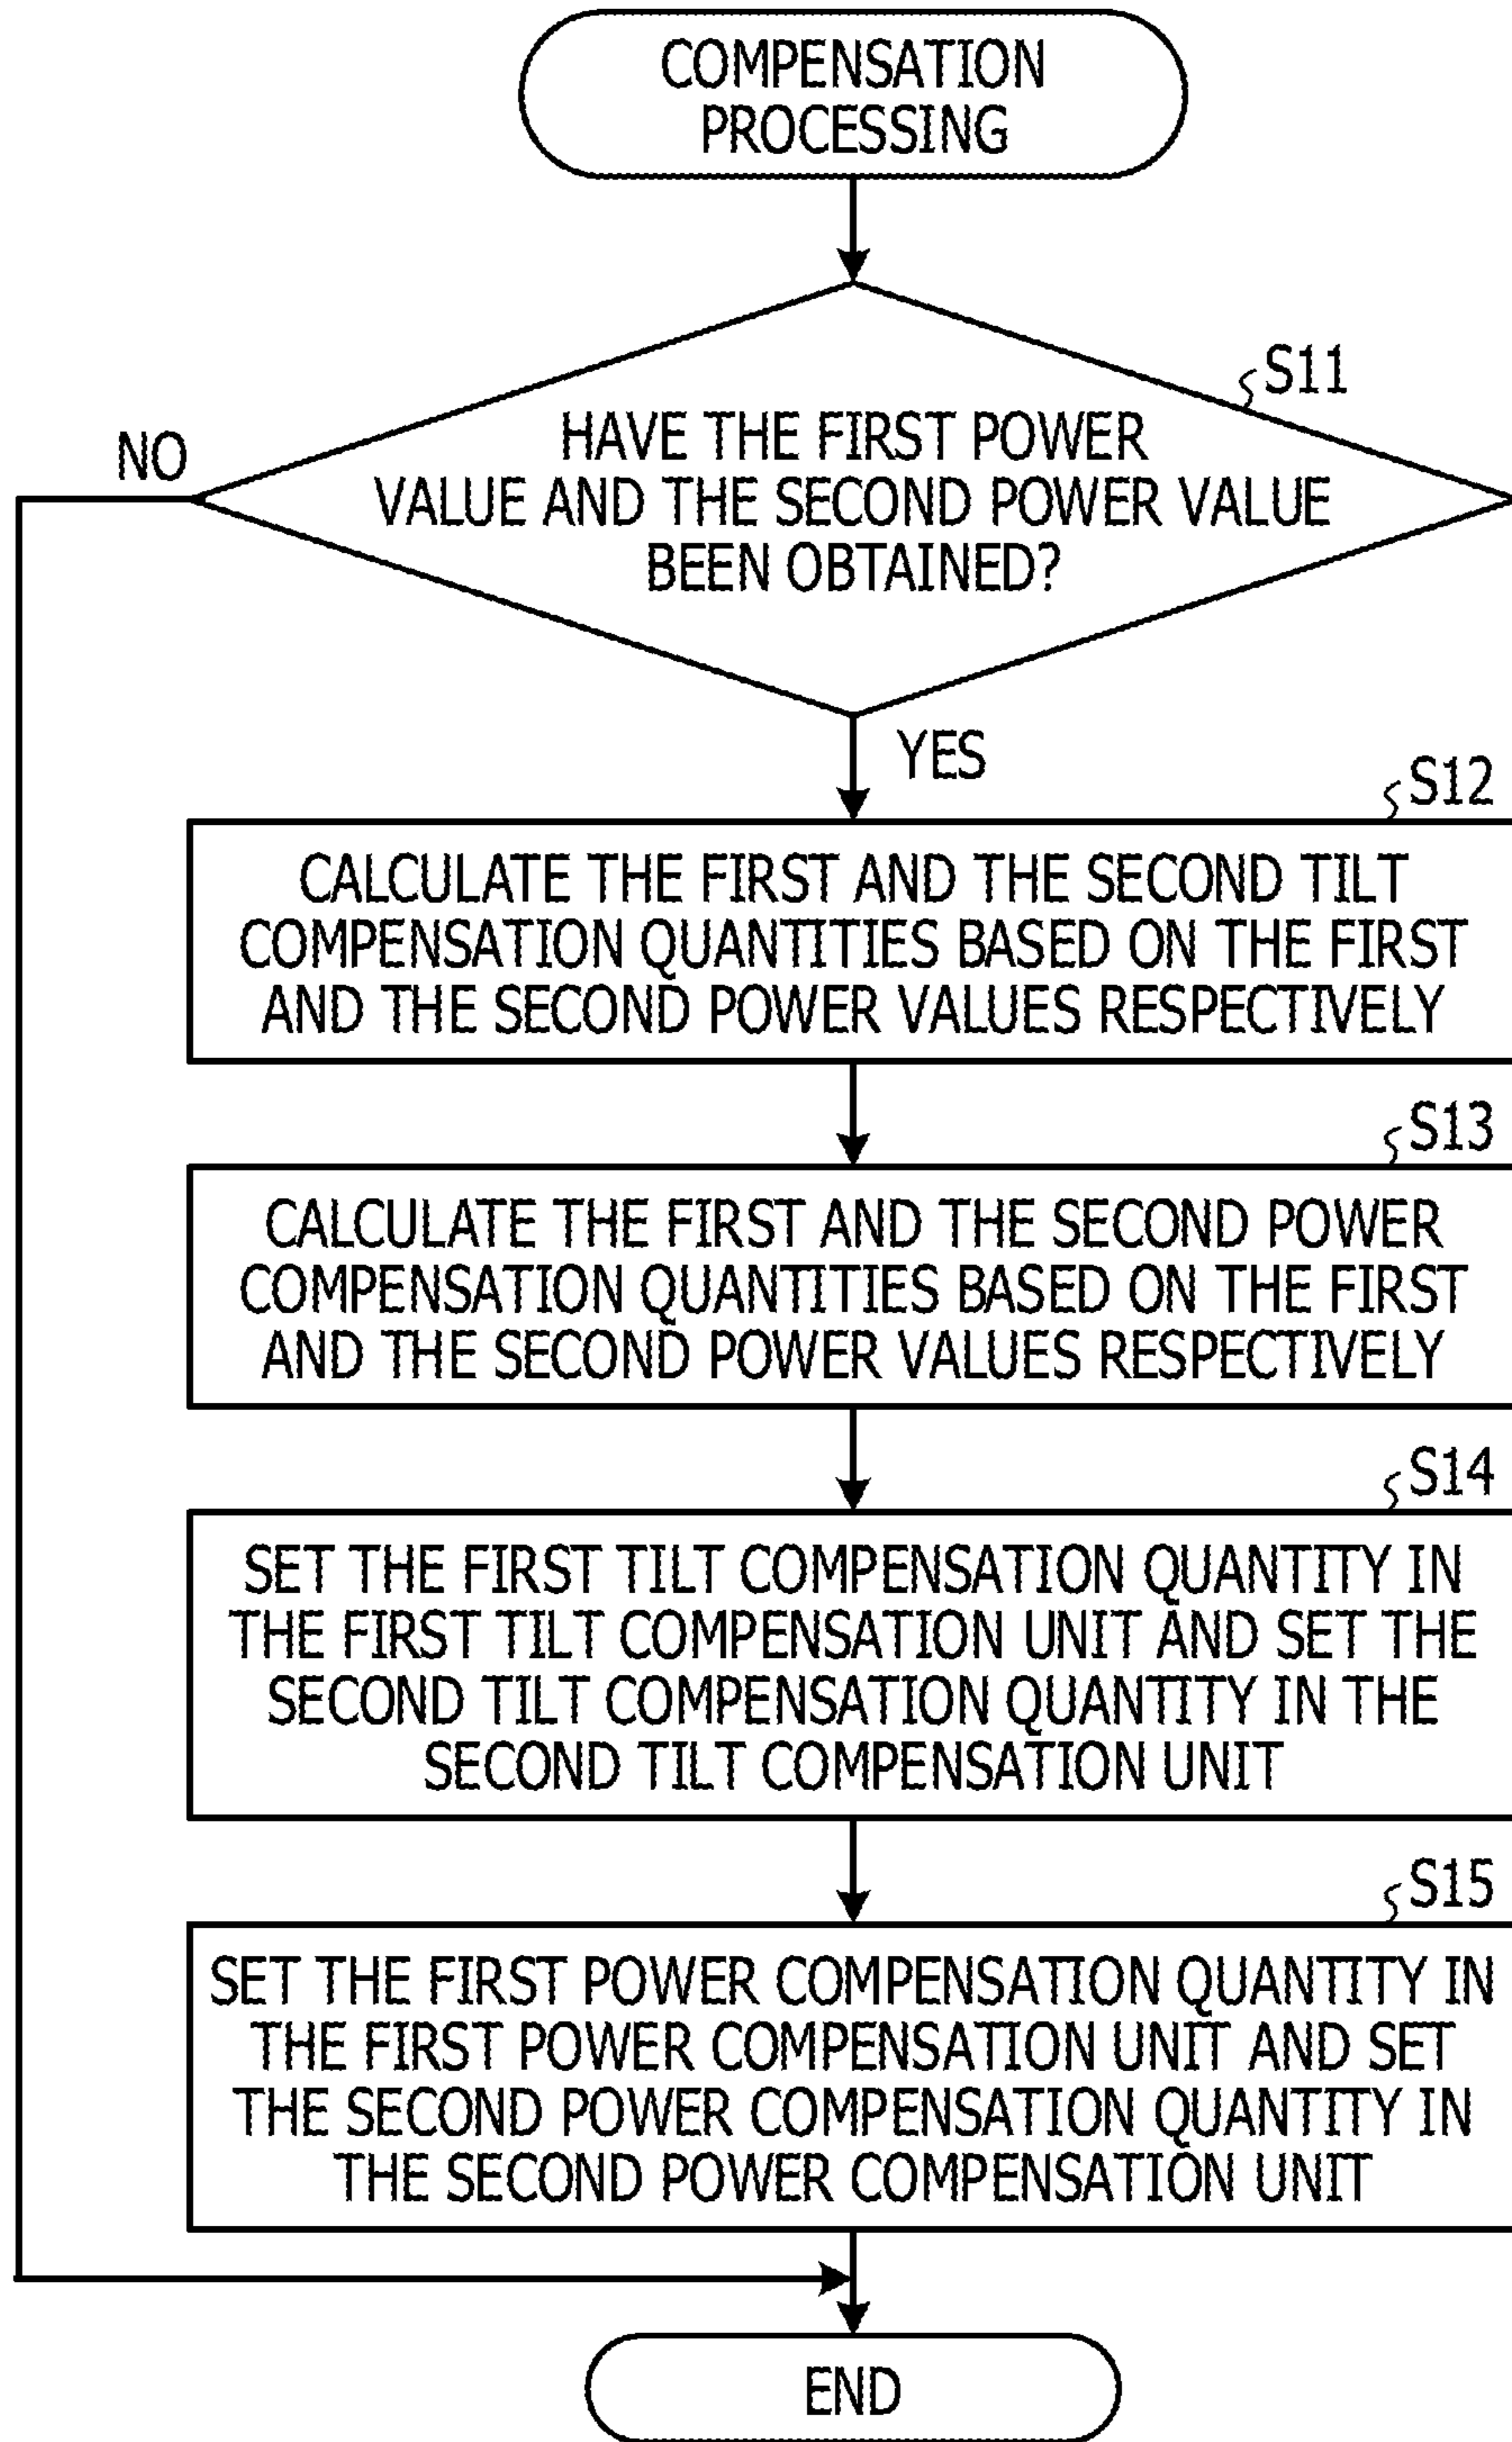 COMPENSATION
PROCESSING
S11
HAVE THE FIRST POWER
VALUE AND THE SECOND POWER VALUE
BEEN OBTAINED?
NO
YES
S12
CALCULATE THE FIRST AND THE SECOND TILT
COMPENSATION QUANTITIES BASED ON THE FIRST
AND THE SECOND POWER VALUES RESPECTIVELY
S13
CALCULATE THE FIRST AND THE SECOND POWER
COMPENSATION QUANTITIES BASED ON THE FIRST
AND THE SECOND POWER VALUES RESPECTIVELY
S14
SET THE FIRST TILT COMPENSATION QUANTITY IN
THE FIRST TILT COMPENSATION UNIT AND SET THE
SECOND TILT COMPENSATION QUANTITY IN THE
SECOND TILT COMPENSATION UNIT
S15
SET THE FIRST POWER COMPENSATION QUANTITY IN
THE FIRST POWER COMPENSATION UNIT AND SET
THE SECOND POWER COMPENSATION QUANTITY IN
THE SECOND POWER COMPENSATION UNIT
END